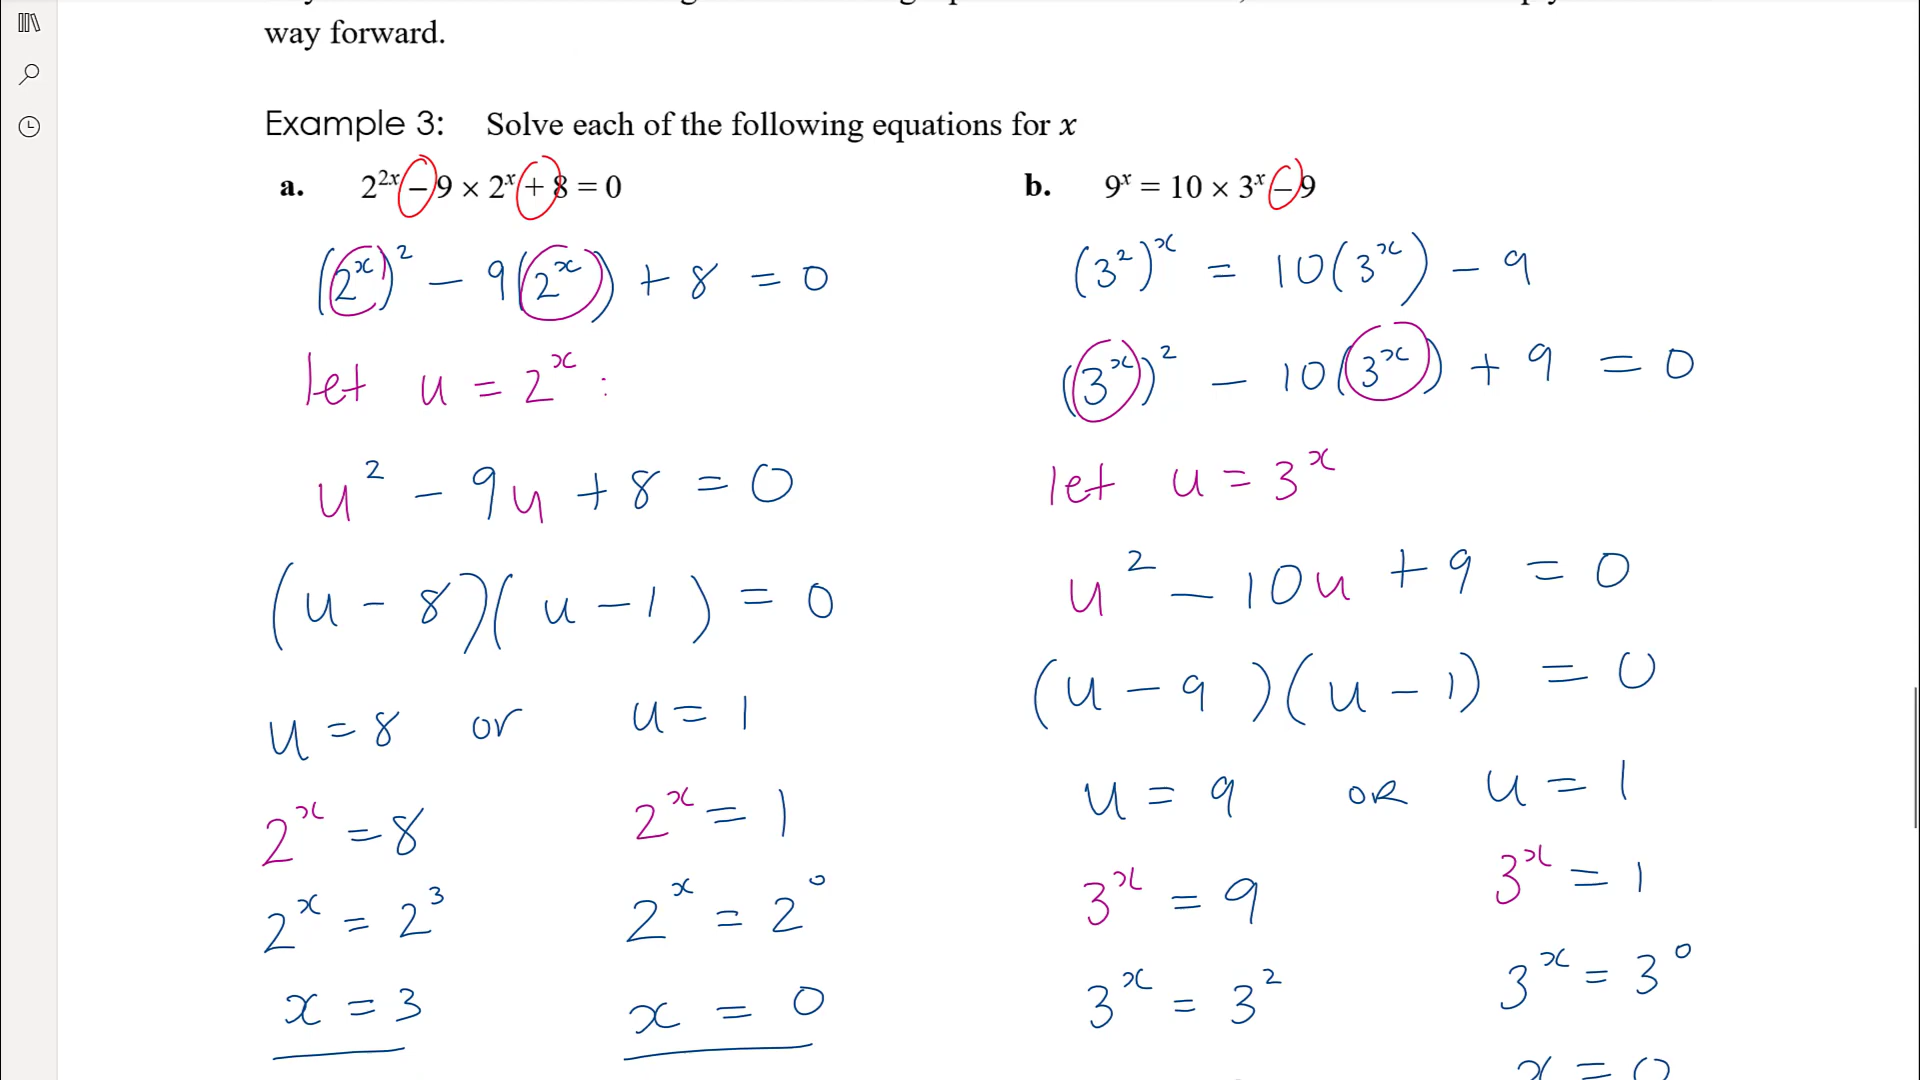 way forward.
Example 3: Solve each of the following equations for x
a. 2^{2x} − 9 × 2^x + 8 = 0
(2^x)^2 − 9(2^x) + 8 = 0
let u = 2^x :
u^2 − 9u + 8 = 0
(u − 8)(u − 1) = 0
u = 8 or u = 1
2^x = 8 2^x = 1
2^x = 2^3 2^x = 2^0
x = 3 x = 0
b. 9^x = 10 × 3^x − 9
(3^2)^x = 10(3^x) − 9
(3^x)^2 − 10(3^x) + 9 = 0
let u = 3^x
u^2 − 10u + 9 = 0
(u − 9)(u − 1) = 0
u = 9 OR u = 1
3^x = 9 3^x = 1
3^x = 3^2 3^x = 3^0
x = 0